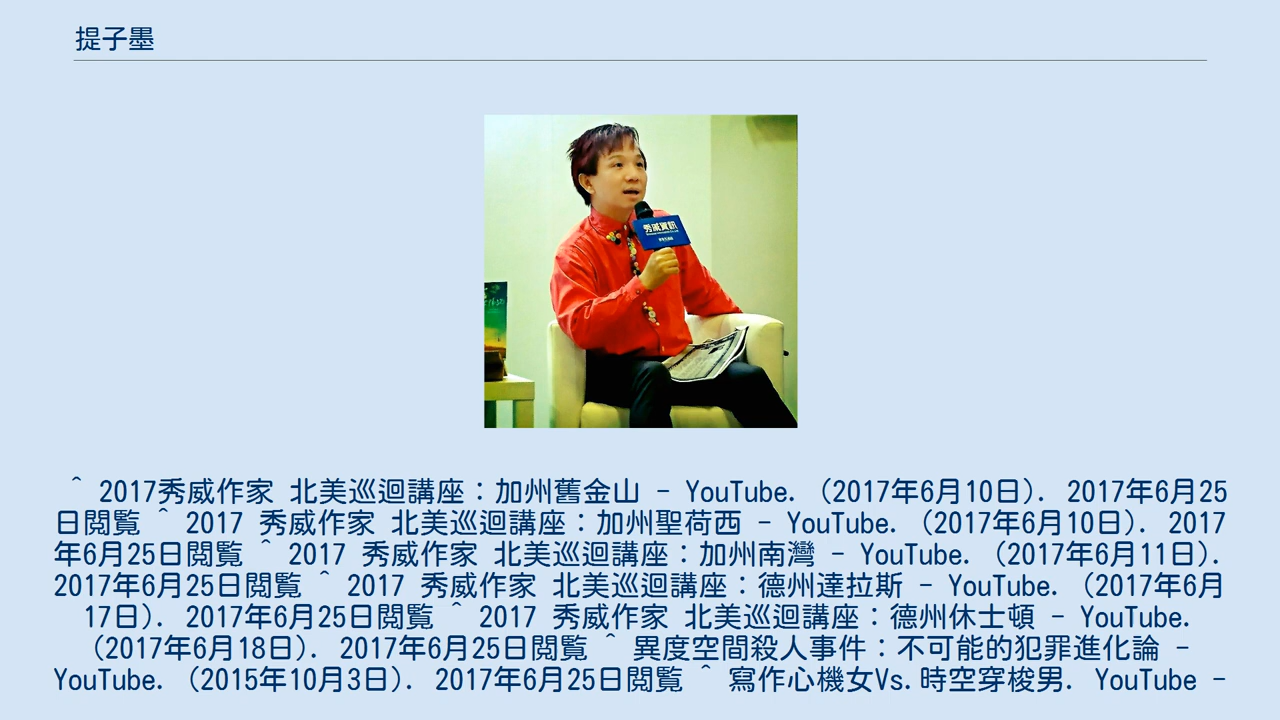 提子墨
秀威資訊
^ 2017秀威作家 北美巡迴講座：加州舊金山 - YouTube. (2017年6月10日). 2017年6月25
日閲覧 ^ 2017 秀威作家 北美巡迴講座：加州聖荷西 - YouTube. (2017年6月10日). 2017
年6月25日閲覧 ^ 2017 秀威作家 北美巡迴講座：加州南灣 - YouTube. (2017年6月11日).
2017年6月25日閲覧 ^ 2017 秀威作家 北美巡迴講座：德州達拉斯 - YouTube. (2017年6月
17日). 2017年6月25日閲覧 ^ 2017 秀威作家 北美巡迴講座：德州休士頓 - YouTube.
(2017年6月18日). 2017年6月25日閲覧 ^ 異度空間殺人事件：不可能的犯罪進化論 -
YouTube. (2015年10月3日). 2017年6月25日閲覧 ^ 寫作心機女Vs.時空穿梭男. YouTube -